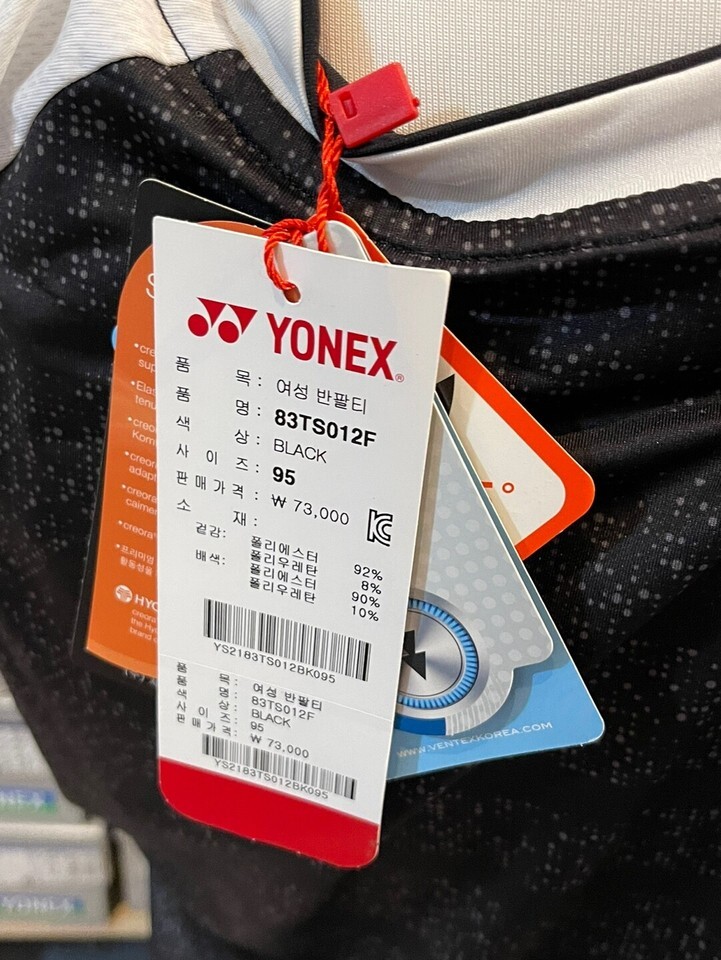 YONEX®
품 목 : 여성 반팔티
품 명 : 83TS012F
색 상 : BLACK
사 이 즈 : 95
판 매 가 격 : ₩ 73,000
소 재 :
겉감: 폴리에스터 92%
폴리우레탄 8%
배색: 폴리에스터 90%
폴리우레탄 10%
YS2183TS012BK095
품 목 : 여성 반팔티
품 명 : 83TS012F
색 상 : BLACK
사 이 즈 : 95
판 매 가 격 : ₩ 73,000
YS2183TS012BK095
WWW.VENTEXKOREA.COM
YONEX